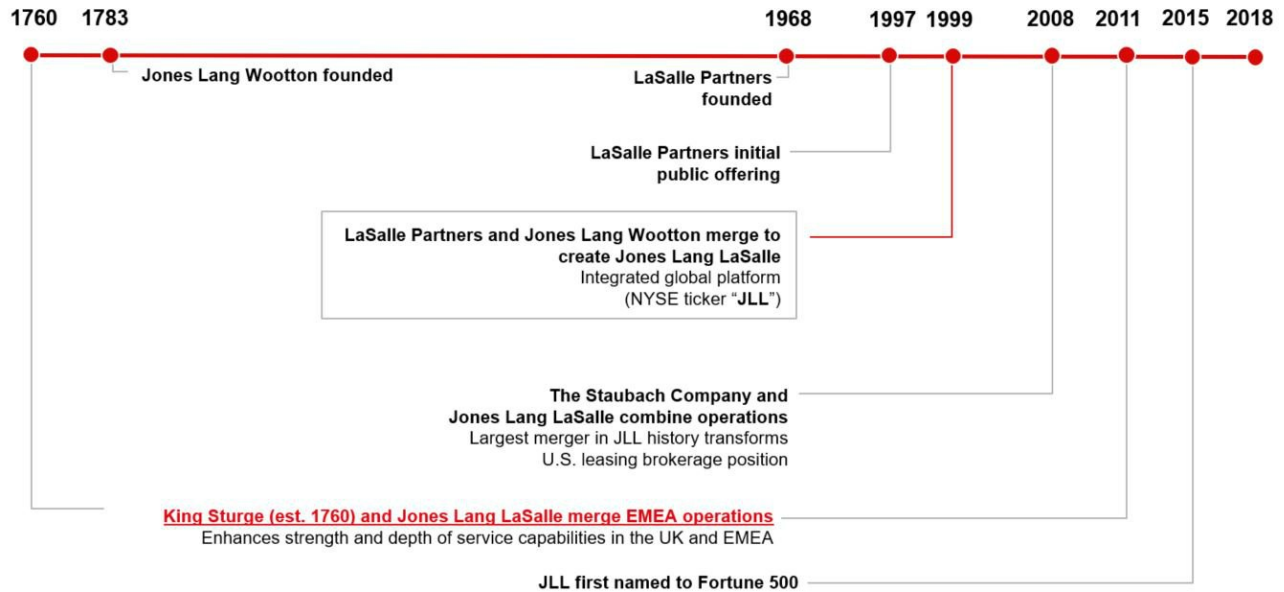 1760 1783 1968 1997 1999 2008 2011 2015 2018
Jones Lang Wootton founded
LaSalle Partners
founded
LaSalle Partners initial
public offering
LaSalle Partners and Jones Lang Wootton merge to
create Jones Lang LaSalle
Integrated global platform
(NYSE ticker “JLL”)
The Staubach Company and
Jones Lang LaSalle combine operations
Largest merger in JLL history transforms
U.S. leasing brokerage position
King Sturge (est. 1760) and Jones Lang LaSalle merge EMEA operations
Enhances strength and depth of service capabilities in the UK and EMEA
JLL first named to Fortune 500